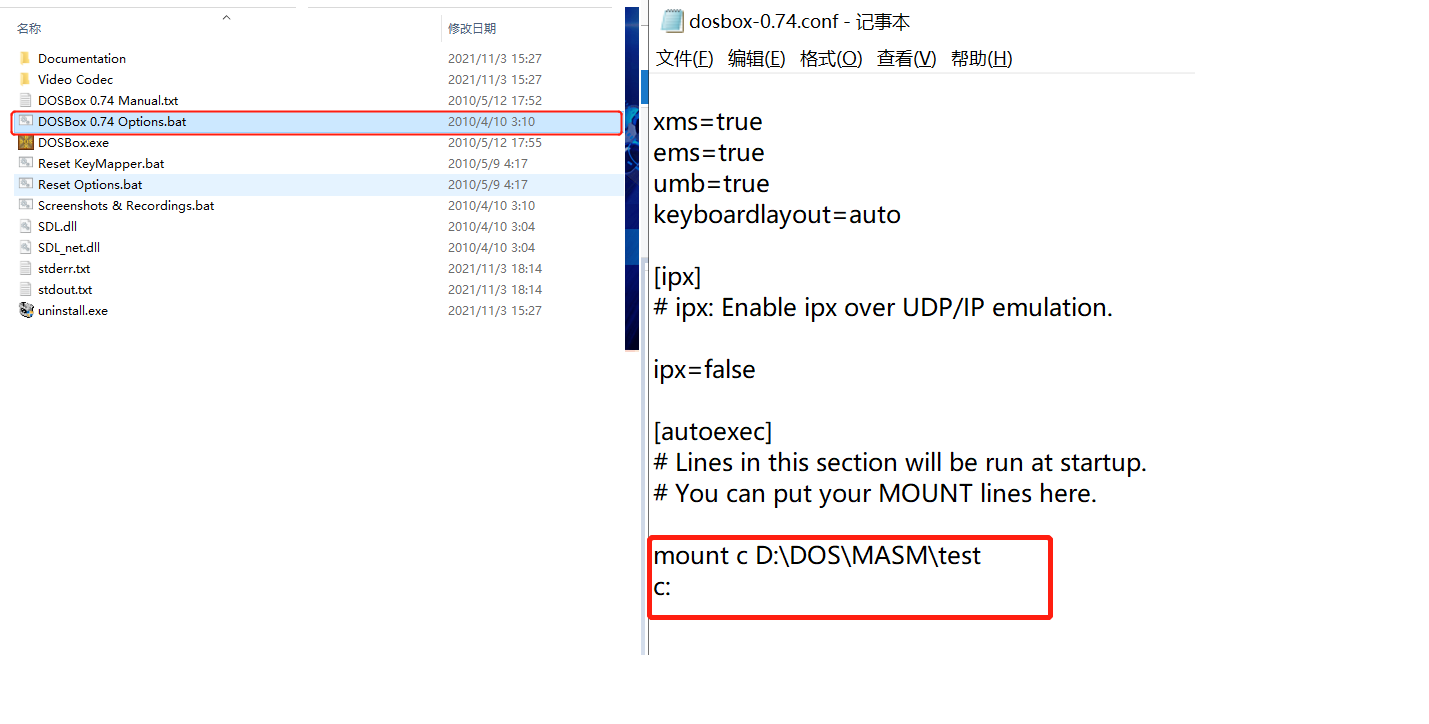 名称 修改日期
Documentation 2021/11/3 15:27
Video Codec 2021/11/3 15:27
DOSBox 0.74 Manual.txt 2010/5/12 17:52
DOSBox 0.74 Options.bat 2010/4/10 3:10
DOSBox.exe 2010/5/12 17:55
Reset KeyMapper.bat 2010/5/9 4:17
Reset Options.bat 2010/5/9 4:17
Screenshots & Recordings.bat 2010/4/10 3:10
SDL.dll 2010/4/10 3:04
SDL_net.dll 2010/4/10 3:04
stderr.txt 2021/11/3 18:14
stdout.txt 2021/11/3 18:14
uninstall.exe 2021/11/3 15:27
dosbox-0.74.conf - 记事本
文件(F) 编辑(E) 格式(O) 查看(V) 帮助(H)
xms=true
ems=true
umb=true
keyboardlayout=auto
[ipx]
# ipx: Enable ipx over UDP/IP emulation.
ipx=false
[autoexec]
# Lines in this section will be run at startup.
# You can put your MOUNT lines here.
mount c D:\DOS\MASM\test
c: